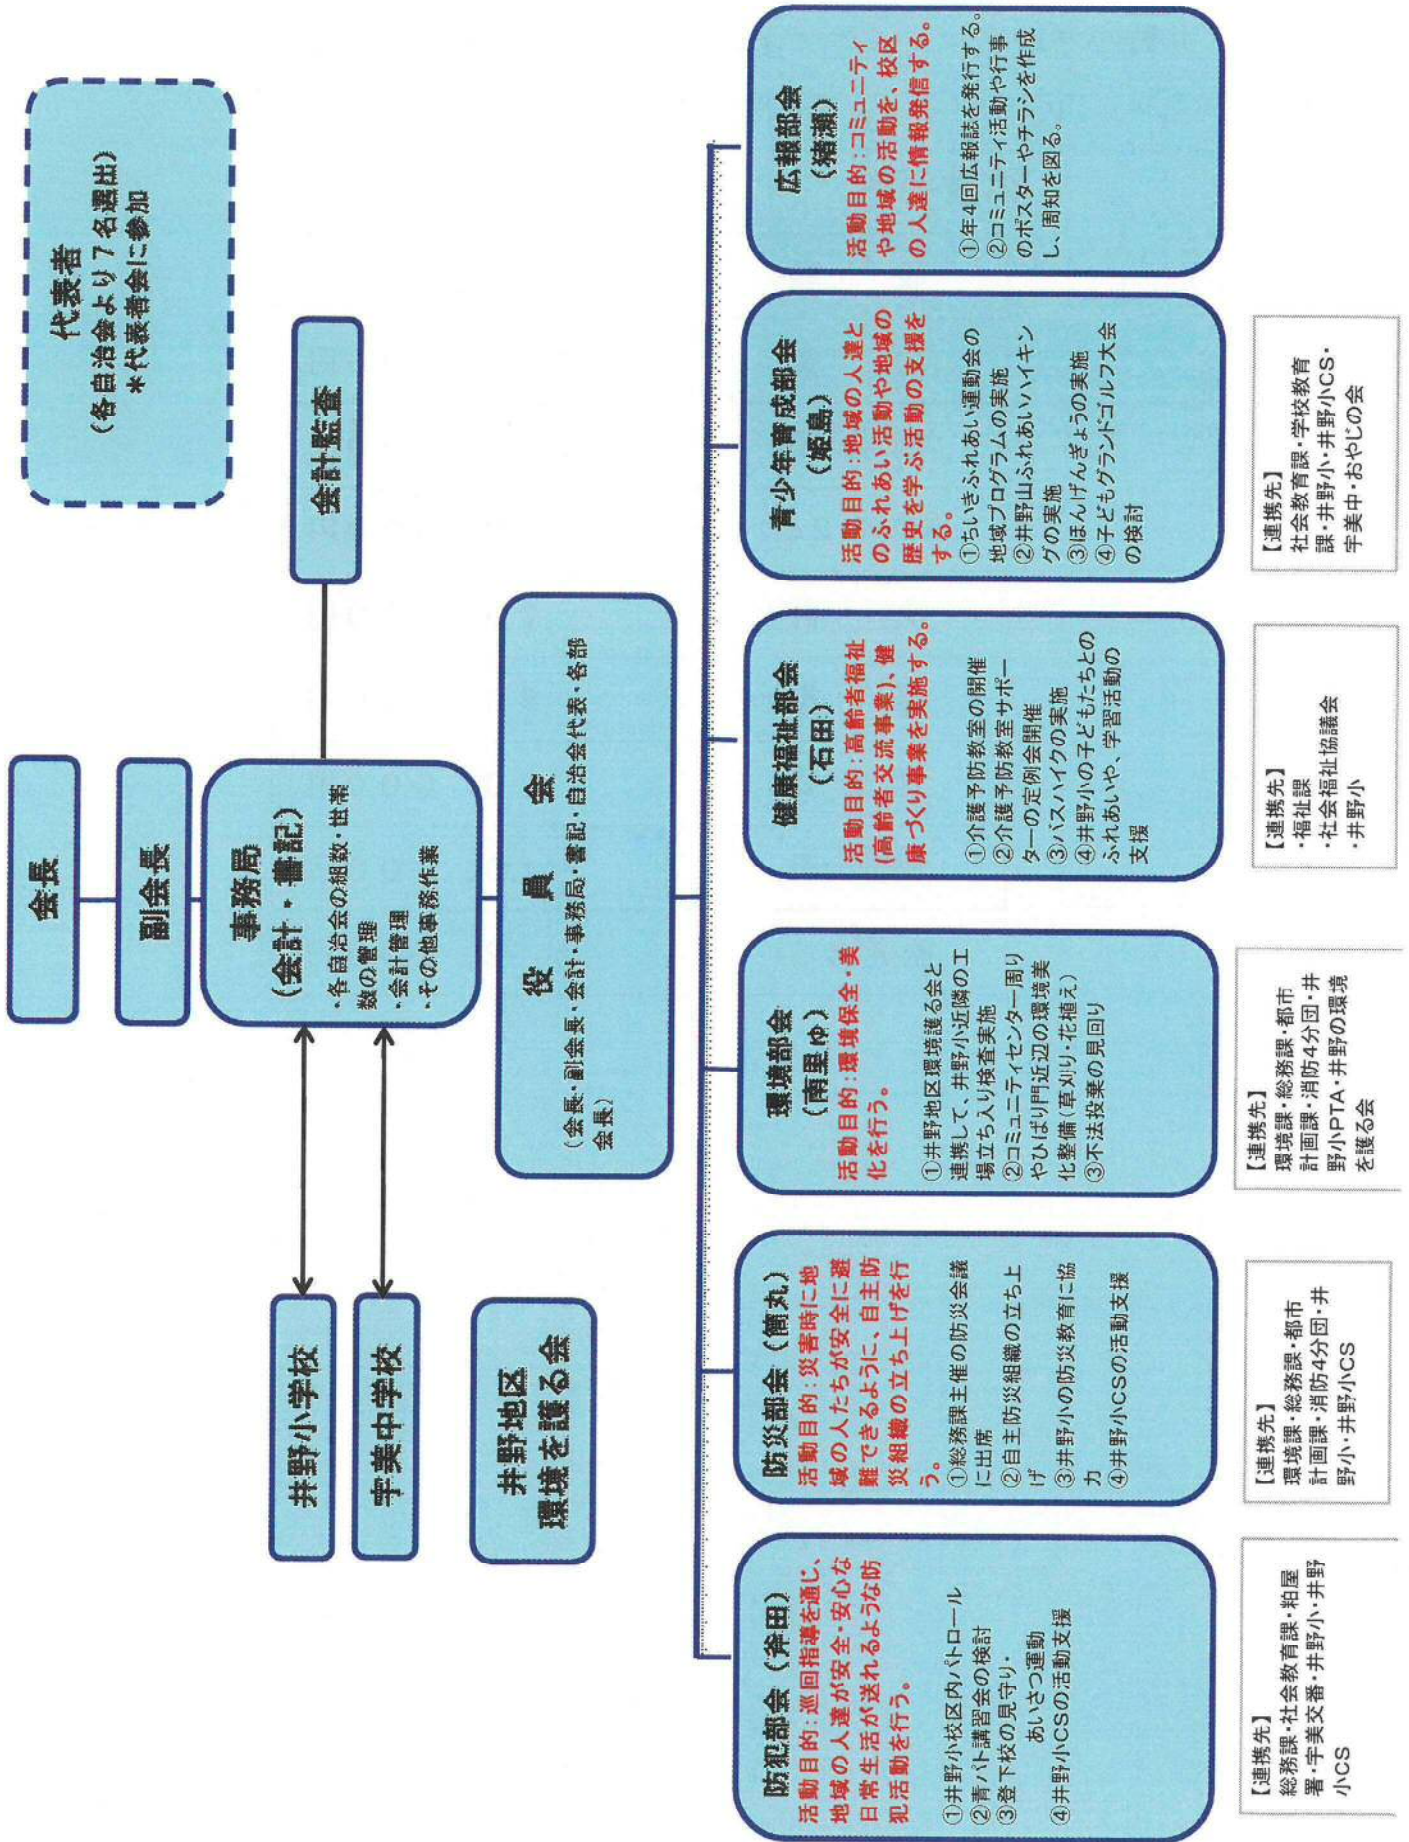 会長
副会長
事務局
(会計・書記)
・各自治会の組数・世帯
数の管理
・会計管理
・その他事務作業
代表者
(各自治会より7名選出)
*代表者会に参加
会計監査
井野小学校
宇美中学校
井野地区
環境を護る会
役員会
(会長・副会長・会計・事務局・書記・自治会代表・各部
会長)
防犯部会(斧田)
活動目的:巡回指導を通じ、
地域の人達が安全・安心な
日常生活が送れるような防
犯活動を行う。
①井野小校区内パトロール
②青パト講習会の検討
③登下校の見守り・
あいさつ運動
④井野小CSの活動支援
【連携先】
総務課・社会教育課・粕屋
署・宇美交番・井野小・井野
小CS
防災部会(筒丸)
活動目的:災害時に地
域の人たちが安全に避
難できるように、自主防
災組織の立ち上げを行
う。
①総務課主催の防災会議
に出席
②自主防災組織の立ち上
げ
③井野小の防災教育に協
力
④井野小CSの活動支援
【連携先】
環境課・総務課・都市
計画課・消防4分団・井
野小・井野小CS
環境部会
(南里ゆ)
活動目的:環境保全・美
化を行う。
①井野地区環境護る会と
連携して、井野小近隣の工
場立ち入り検査実施
②コミュニティセンター周り
やひばり門近辺の環境美
化整備(草刈り・花植え)
③不法投棄の見回り
【連携先】
環境課・総務課・都市
計画課・消防4分団・井
野小PTA・井野の環境
を護る会
健康福祉部会
(石田)
活動目的:高齢者福祉
(高齢者交流事業)、健
康づくり事業を実施する。
①介護予防教室の開催
②介護予防教室サポー
ターの定例会開催
③バスハイクの実施
④井野小の子どもたちとの
ふれあいや、学習活動の
支援
【連携先】
・福祉課
・社会福祉協議会
・井野小
青少年育成部会
(姫島)
活動目的:地域の人達と
のふれあい活動や地域の
歴史を学ぶ活動の支援を
する。
①ちいきふれあい運動会の
地域プログラムの実施
②井野山ふれあいハイキン
グの実施
③ほんげんぎょうの実施
④子どもグランドゴルフ大会
の検討
【連携先】
社会教育課・学校教育
課・井野小・井野小CS・
宇美中・おやじの会
広報部会
(猪瀬)
活動目的:コミュニティ
や地域の活動を、校区
の人達に情報発信する。
①年4回広報誌を発行する。
②コミュニティ活動や行事
のポスターやチラシを作成
し、周知を図る。